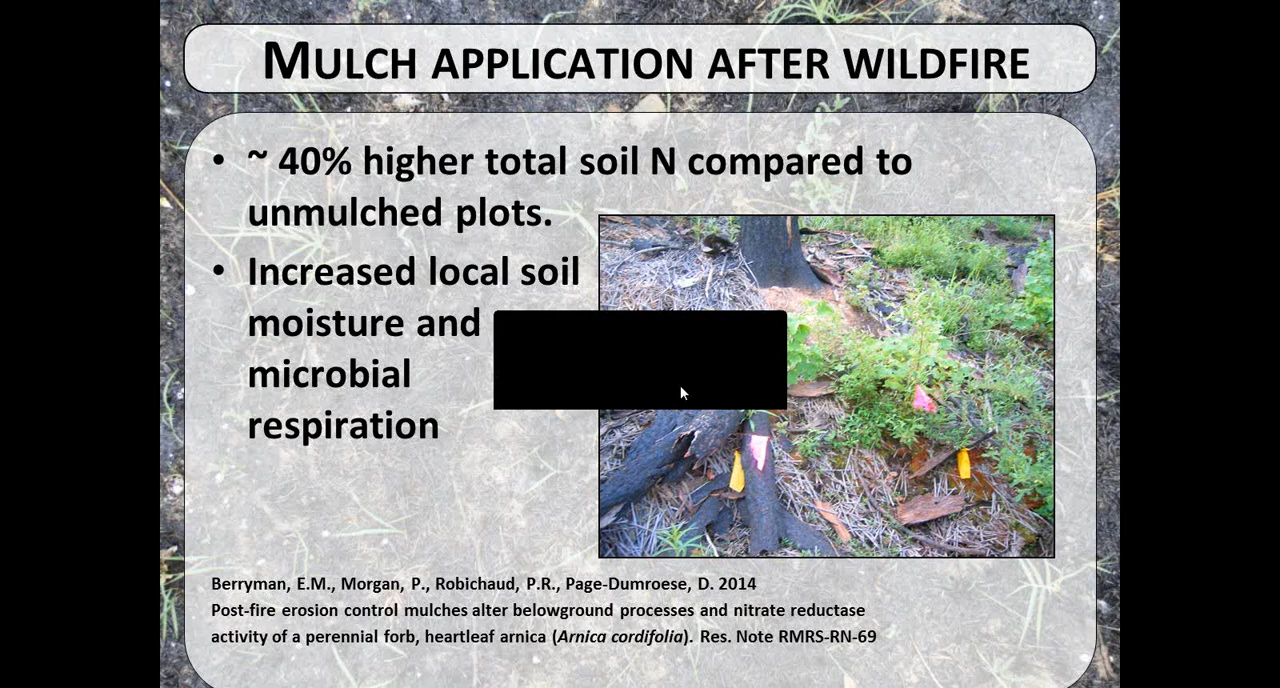 MULCH APPLICATION AFTER WILDFIRE
• ~ 40% higher total soil N compared to
unmulched plots.
• Increased local soil
moisture and
microbial
respiration
Berryman, E.M., Morgan, P., Robichaud, P.R., Page-Dumroese, D. 2014
Post-fire erosion control mulches alter belowground processes and nitrate reductase
activity of a perennial forb, heartleaf arnica (Arnica cordifolia). Res. Note RMRS-RN-69